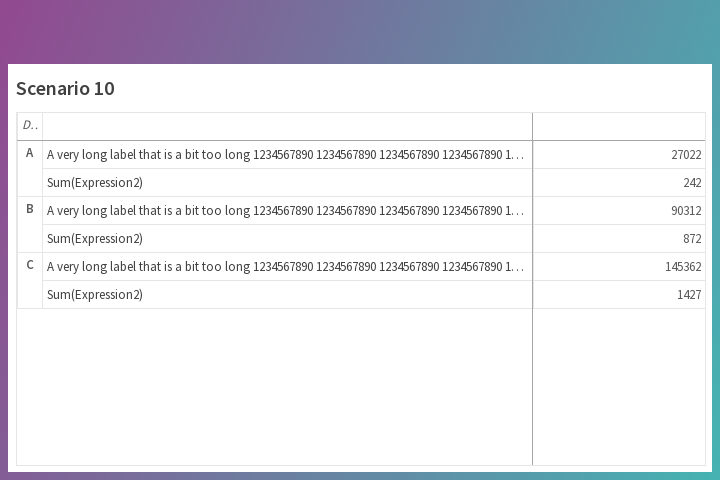 Scenario 10
D…
A A very long label that is a bit too long 1234567890 1234567890 1234567890 1234567890 1… 27022
Sum(Expression2) 242
B A very long label that is a bit too long 1234567890 1234567890 1234567890 1234567890 1… 90312
Sum(Expression2) 872
C A very long label that is a bit too long 1234567890 1234567890 1234567890 1234567890 1… 145362
Sum(Expression2) 1427